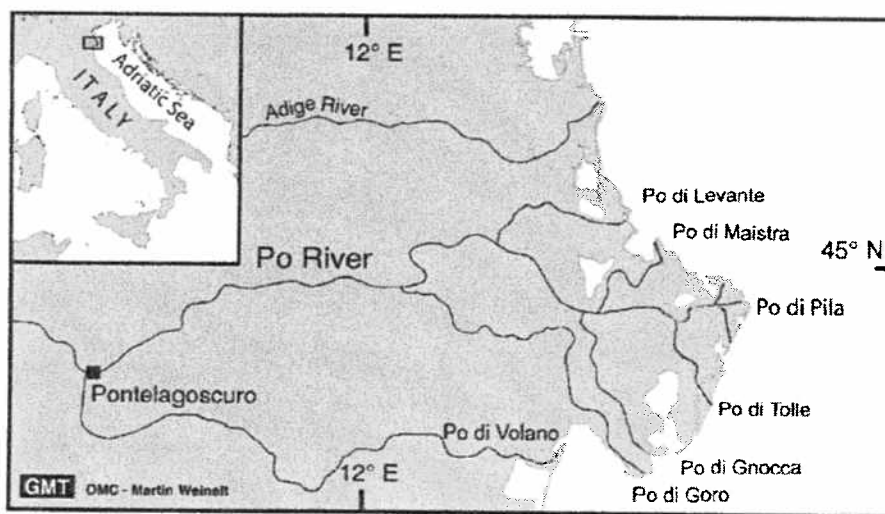 12° E
ITALY
Adriatic Sea
Adige River
Po di Levante
Po di Maistra
45° N
Po River
Po di Pila
Pontelagoscuro
Po di Tolle
Po di Volano
Po di Gnocca
12° E
Po di Goro
GMT OMC - Martin Weinelt